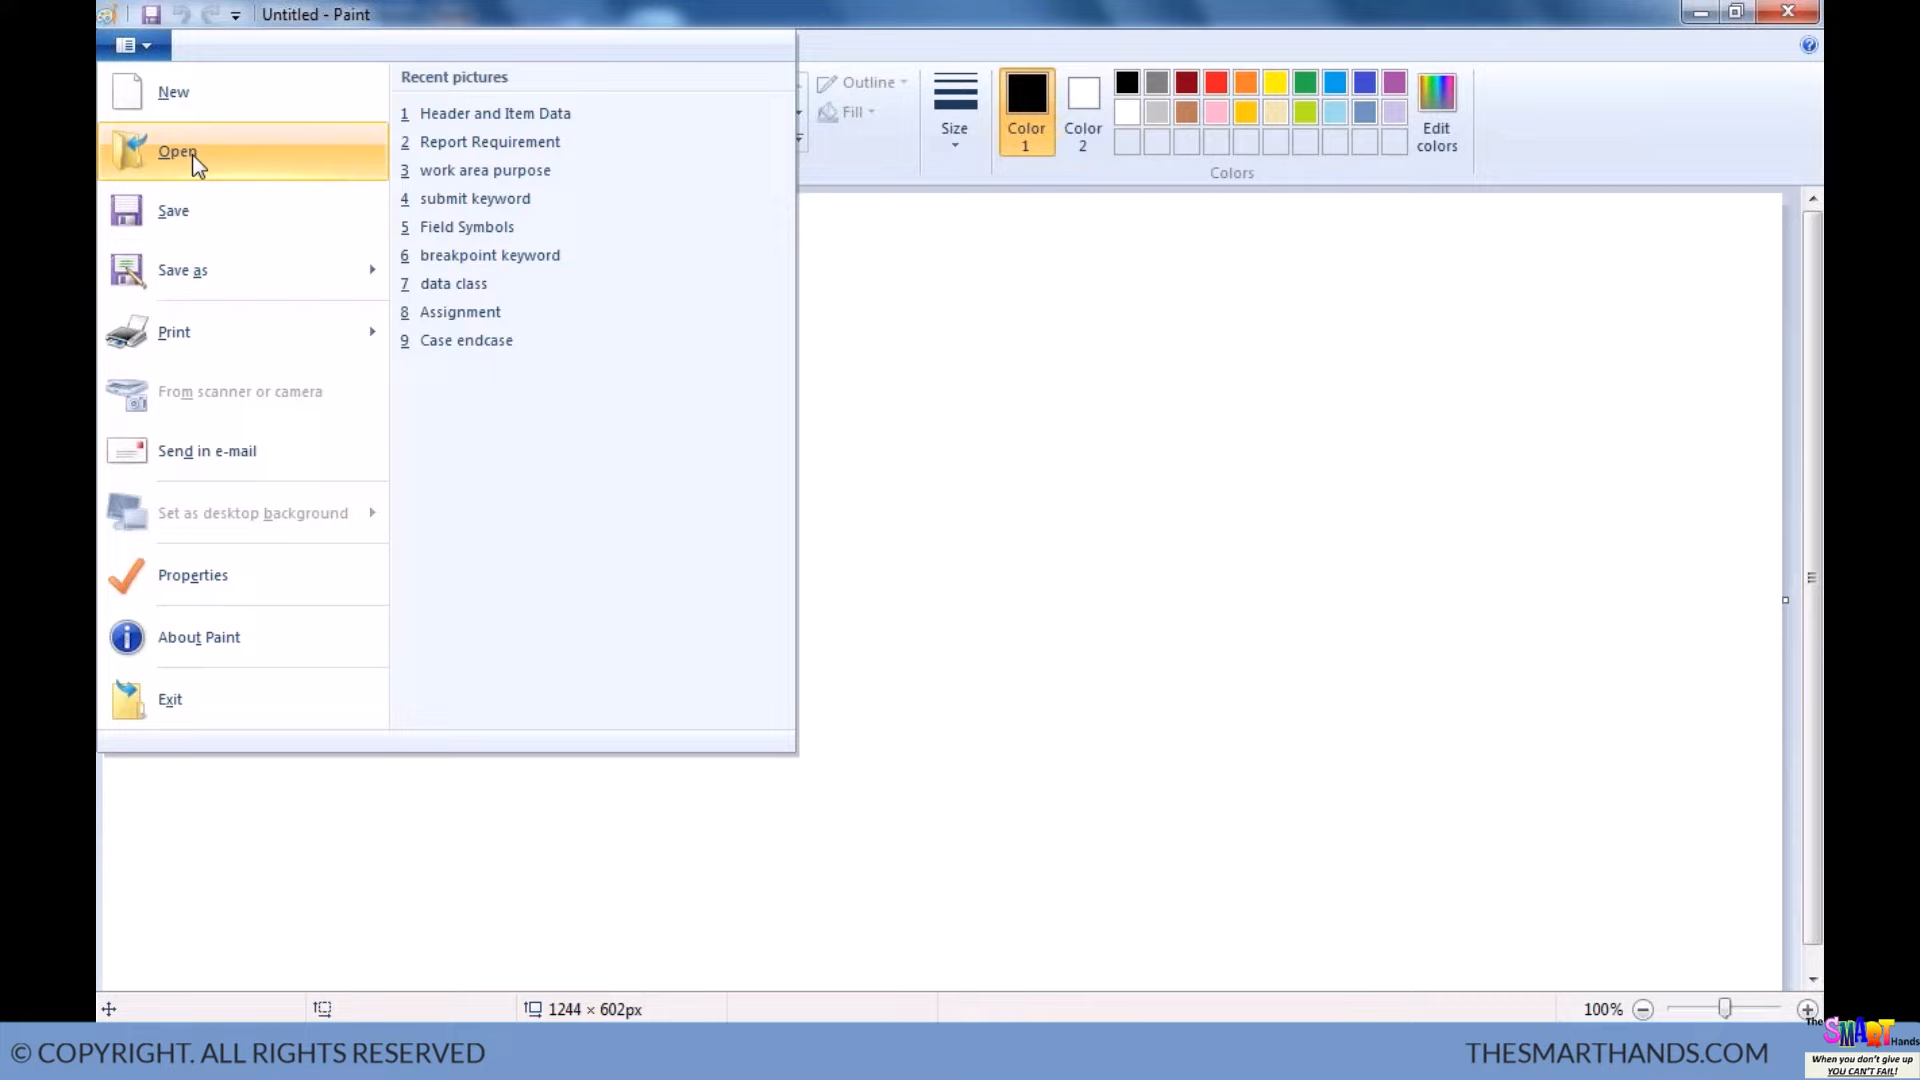 Untitled - Paint
New
Open
Save
Save as
Print
From scanner or camera
Send in e-mail
Set as desktop background
Properties
About Paint
Exit
Recent pictures
1 Header and Item Data
2 Report Requirement
3 work area purpose
4 submit keyword
5 Field Symbols
6 breakpoint keyword
7 data class
8 Assignment
9 Case endcase
Outline
Fill
Size
Color 1
Color 2
Edit colors
Colors
1244 × 602px
100%
© COPYRIGHT. ALL RIGHTS RESERVED
THESMARTHANDS.COM
The SMART Hands
When you don't give up
YOU CAN'T FAIL!